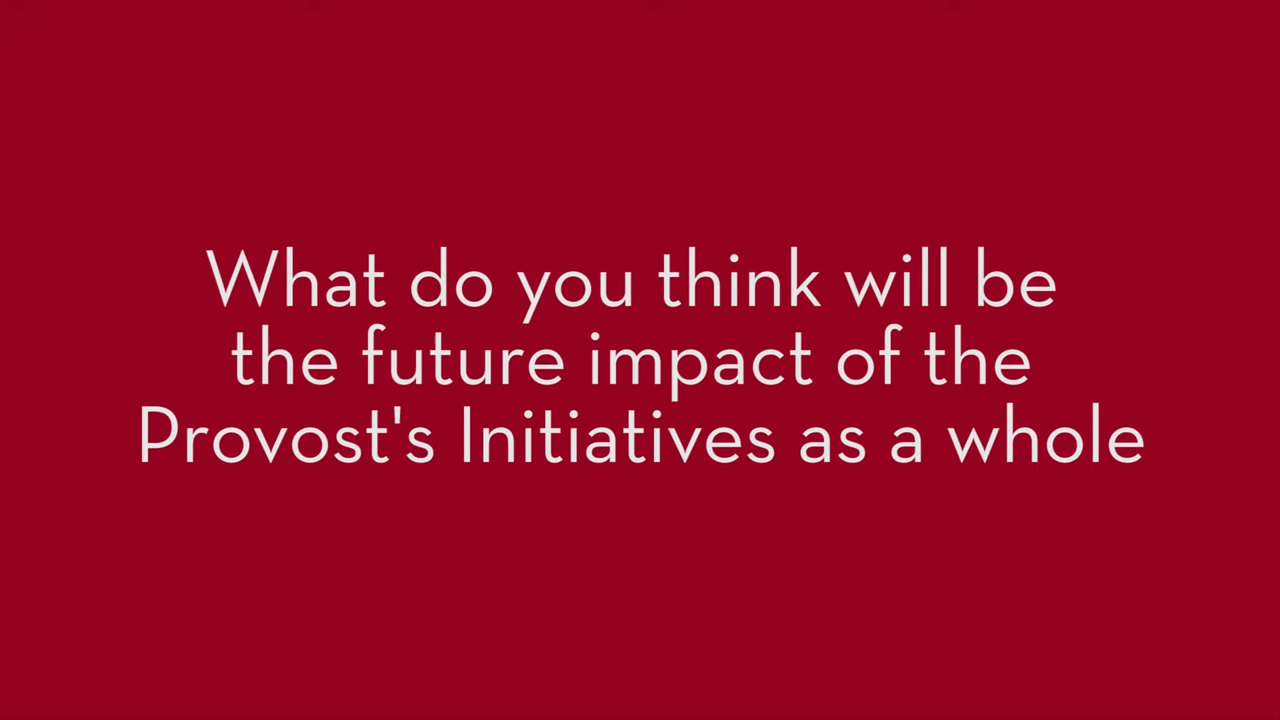 What do you think will be
the future impact of the
Provost's Initiatives as a whole